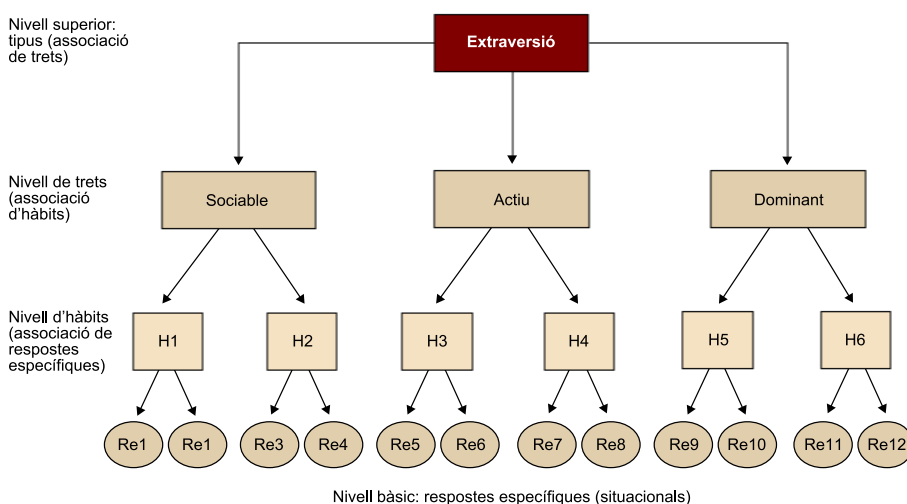 Nivell superior:
tipus (associació
de trets)
Extraversió
Nivell de trets
(associació
d'hàbits)
Sociable
Actiu
Dominant
Nivell d'hàbits
(associació de
respostes
específiques)
H1
H2
H3
H4
H5
H6
Re1
Re1
Re3
Re4
Re5
Re6
Re7
Re8
Re9
Re10
Re11
Re12
Nivell bàsic: respostes específiques (situacionals)